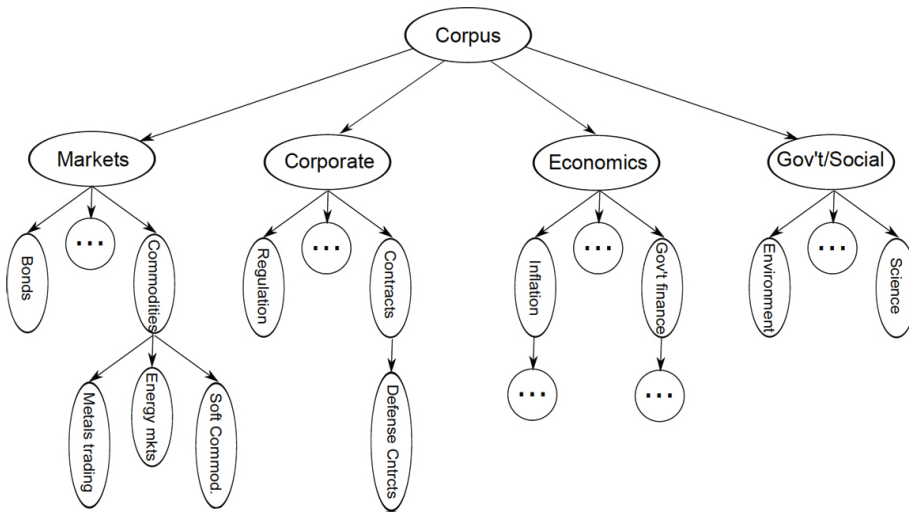 Corpus
Markets
Corporate
Economics
Gov't/Social
Bonds
...
Commodities
Regulation
...
Contracts
Inflation
...
Gov't finance
Environment
...
Science
Metals trading
Energy mkts
Soft Commod.
Defense Cntrcts
...
...